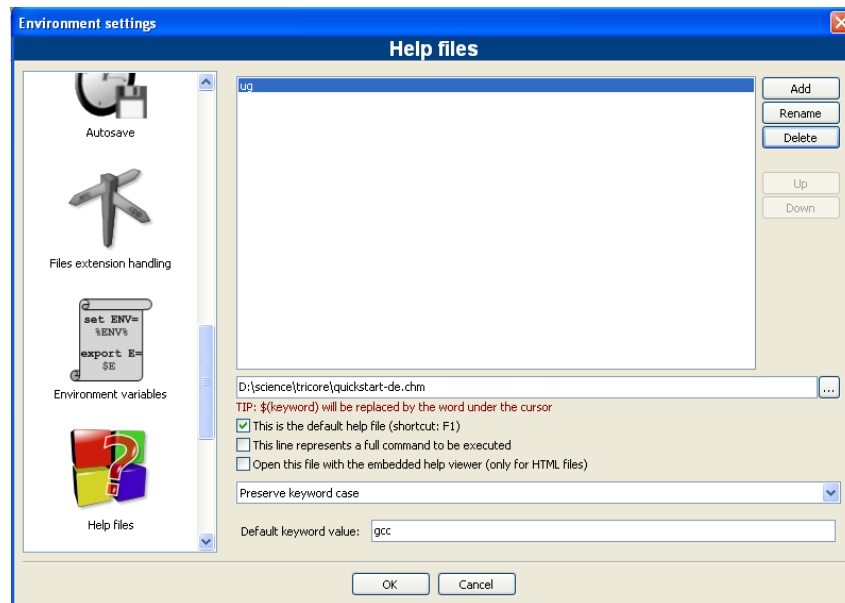 Environment settings
Help files
Autosave
Files extension handling
set ENV=
%ENV%
export E=
$E
Environment variables
Help files
ug
Add
Rename
Delete
Up
Down
D:\science\tricore\quickstart-de.chm
...
TIP: $(keyword) will be replaced by the word under the cursor
This is the default help file (shortcut: F1)
This line represents a full command to be executed
Open this file with the embedded help viewer (only for HTML files)
Preserve keyword case
Default keyword value: gcc
OK Cancel